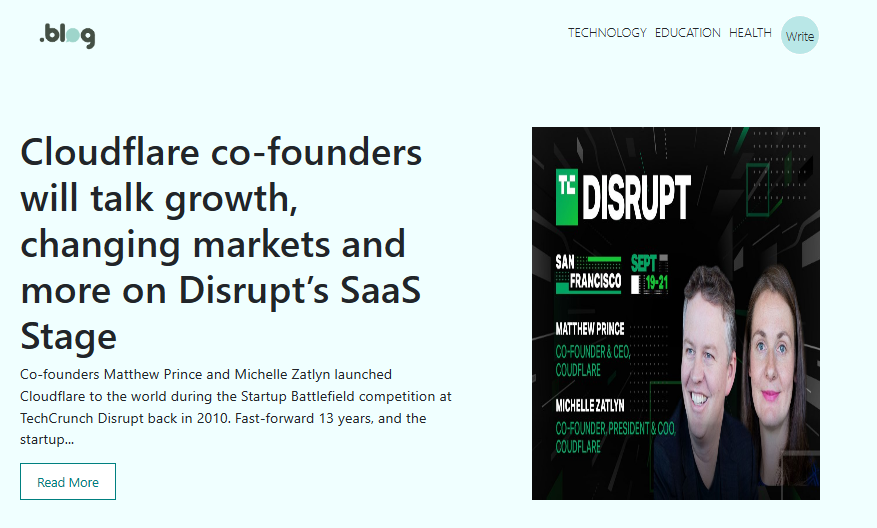 .blog
TECHNOLOGY EDUCATION HEALTH Write
Cloudflare co-founders
will talk growth,
changing markets and
more on Disrupt’s SaaS
Stage
Co-founders Matthew Prince and Michelle Zatlyn launched
Cloudflare to the world during the Startup Battlefield competition at
TechCrunch Disrupt back in 2010. Fast-forward 13 years, and the
startup...
Read More
TC DISRUPT
SAN
FRANCISCO
SEPT
19-21
MATTHEW PRINCE
CO-FOUNDER & CEO,
COUDFLARE
MICHELLE ZATLYN
CO-FOUNDER, PRESIDENT & COO,
COUDFLARE